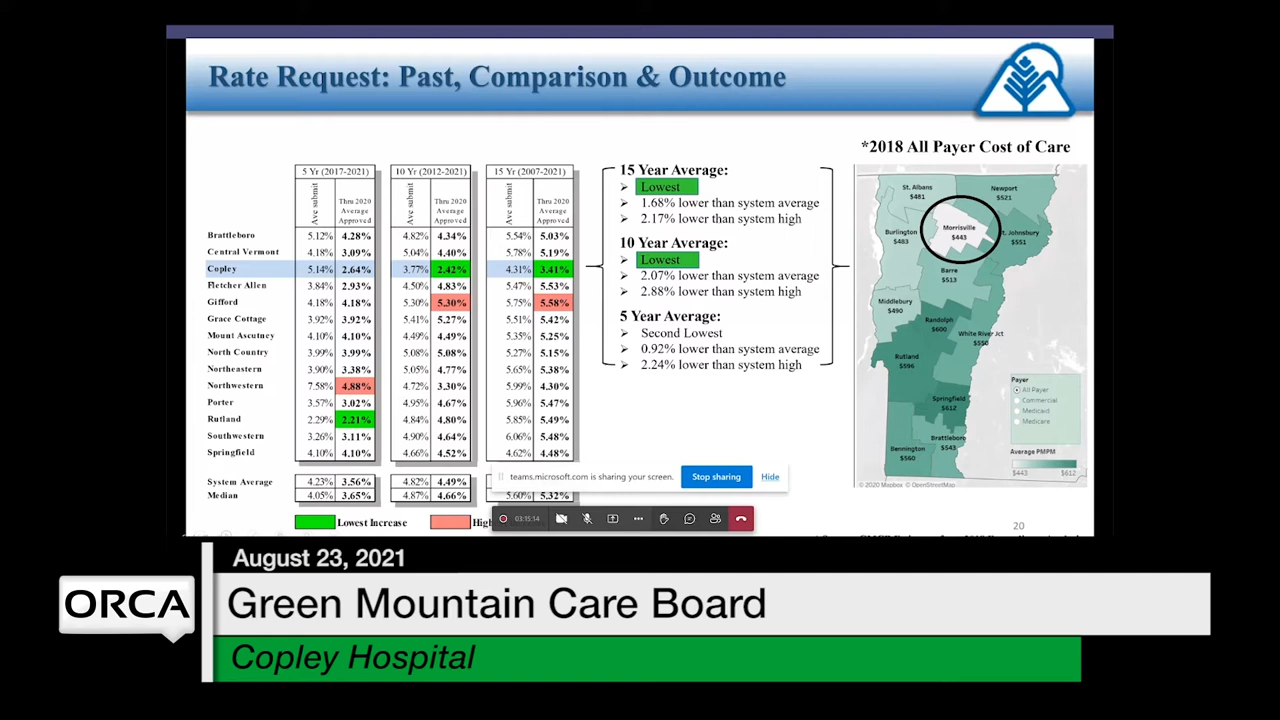 Rate Request: Past, Comparison & Outcome
*2018 All Payer Cost of Care
5 Yr (2017-2021) 10 Yr (2012-2021) 15 Yr (2007-2021)
Ave submit Thru 2020 Average Approved Ave submit Thru 2020 Average Approved Ave submit Thru 2020 Average Approved
Brattleboro 5.12% 4.28% 4.82% 4.34% 5.54% 5.03%
Central Vermont 4.18% 3.09% 5.04% 4.40% 5.78% 5.19%
Copley 5.14% 2.64% 3.77% 2.42% 4.31% 3.41%
Fletcher Allen 3.84% 2.93% 4.50% 4.83% 5.47% 5.53%
Gifford 4.18% 4.18% 5.30% 5.30% 5.75% 5.58%
Grace Cottage 3.92% 3.92% 5.41% 5.27% 5.51% 5.42%
Mount Ascutney 4.10% 4.10% 4.49% 4.49% 5.35% 5.25%
North Country 3.99% 3.99% 5.08% 5.08% 5.27% 5.15%
Northeastern 3.90% 3.38% 5.05% 4.77% 5.65% 5.38%
Northwestern 7.58% 4.88% 4.72% 3.30% 5.99% 4.30%
Porter 3.57% 3.02% 4.95% 4.67% 5.96% 5.47%
Rutland 2.29% 2.21% 4.84% 4.80% 5.85% 5.49%
Southwestern 3.26% 3.11% 4.90% 4.64% 6.06% 5.48%
Springfield 4.10% 4.10% 4.66% 4.52% 4.62% 4.48%
System Average 4.23% 3.56% 4.82% 4.49%
Median 4.05% 3.65% 4.87% 4.66% 5.60% 5.32%
Lowest Increase
15 Year Average:
Lowest
1.68% lower than system average
2.17% lower than system high
10 Year Average:
Lowest
2.07% lower than system average
2.88% lower than system high
5 Year Average:
Second Lowest
0.92% lower than system average
2.24% lower than system high
St. Albans
$481
Newport
$521
Morrisville
$443
Burlington
$483
St. Johnsbury
$551
Barre
$513
Middlebury
$490
Randolph
$600
White River Jct
$550
Rutland
$596
Springfield
$612
Brattleboro
$543
Bennington
$560
Payer
All Payer
Commercial
Medicaid
Medicare
Average PMPM
$443 $612
© 2020 Mapbox © OpenStreetMap
teams.microsoft.com is sharing your screen. Stop sharing Hide
03:15:14
20
August 23, 2021
ORCA
Green Mountain Care Board
Copley Hospital